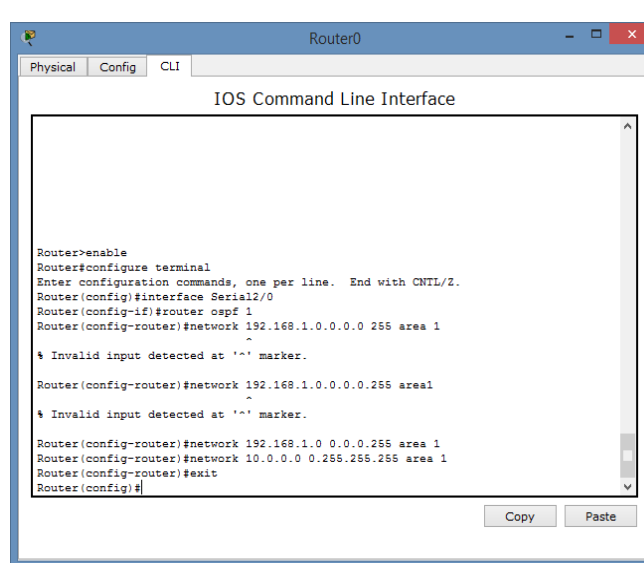 Router0
Physical Config CLI
IOS Command Line Interface
Router>enable
Router#configure terminal
Enter configuration commands, one per line.  End with CNTL/Z.
Router(config)#interface Serial2/0
Router(config-if)#router ospf 1
Router(config-router)#network 192.168.1.0.0.0.0 255 area 1
^
% Invalid input detected at '^' marker.
Router(config-router)#network 192.168.1.0.0.0.0.255 area1
^
% Invalid input detected at '^' marker.
Router(config-router)#network 192.168.1.0 0.0.0.255 area 1
Router(config-router)#network 10.0.0.0 0.255.255.255 area 1
Router(config-router)#exit
Router(config)#
Copy Paste